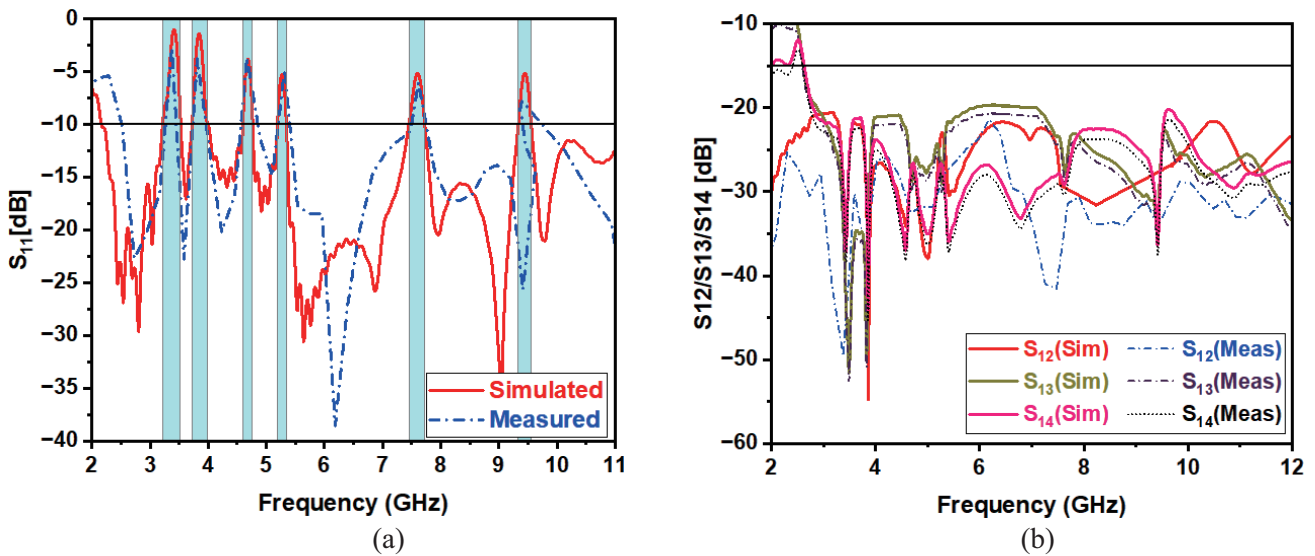 0
−5
−10
−15
−20
−25
−30
−35
−40
S11[dB]
Simulated
Measured
2 3 4 5 6 7 8 9 10 11
Frequency (GHz)
(a)
−10
−20
−30
−40
−50
−60
S12/S13/S14 [dB]
S12(Sim) S12(Meas)
S13(Sim) S13(Meas)
S14(Sim) S14(Meas)
2 4 6 8 10 12
Frequency (GHz)
(b)